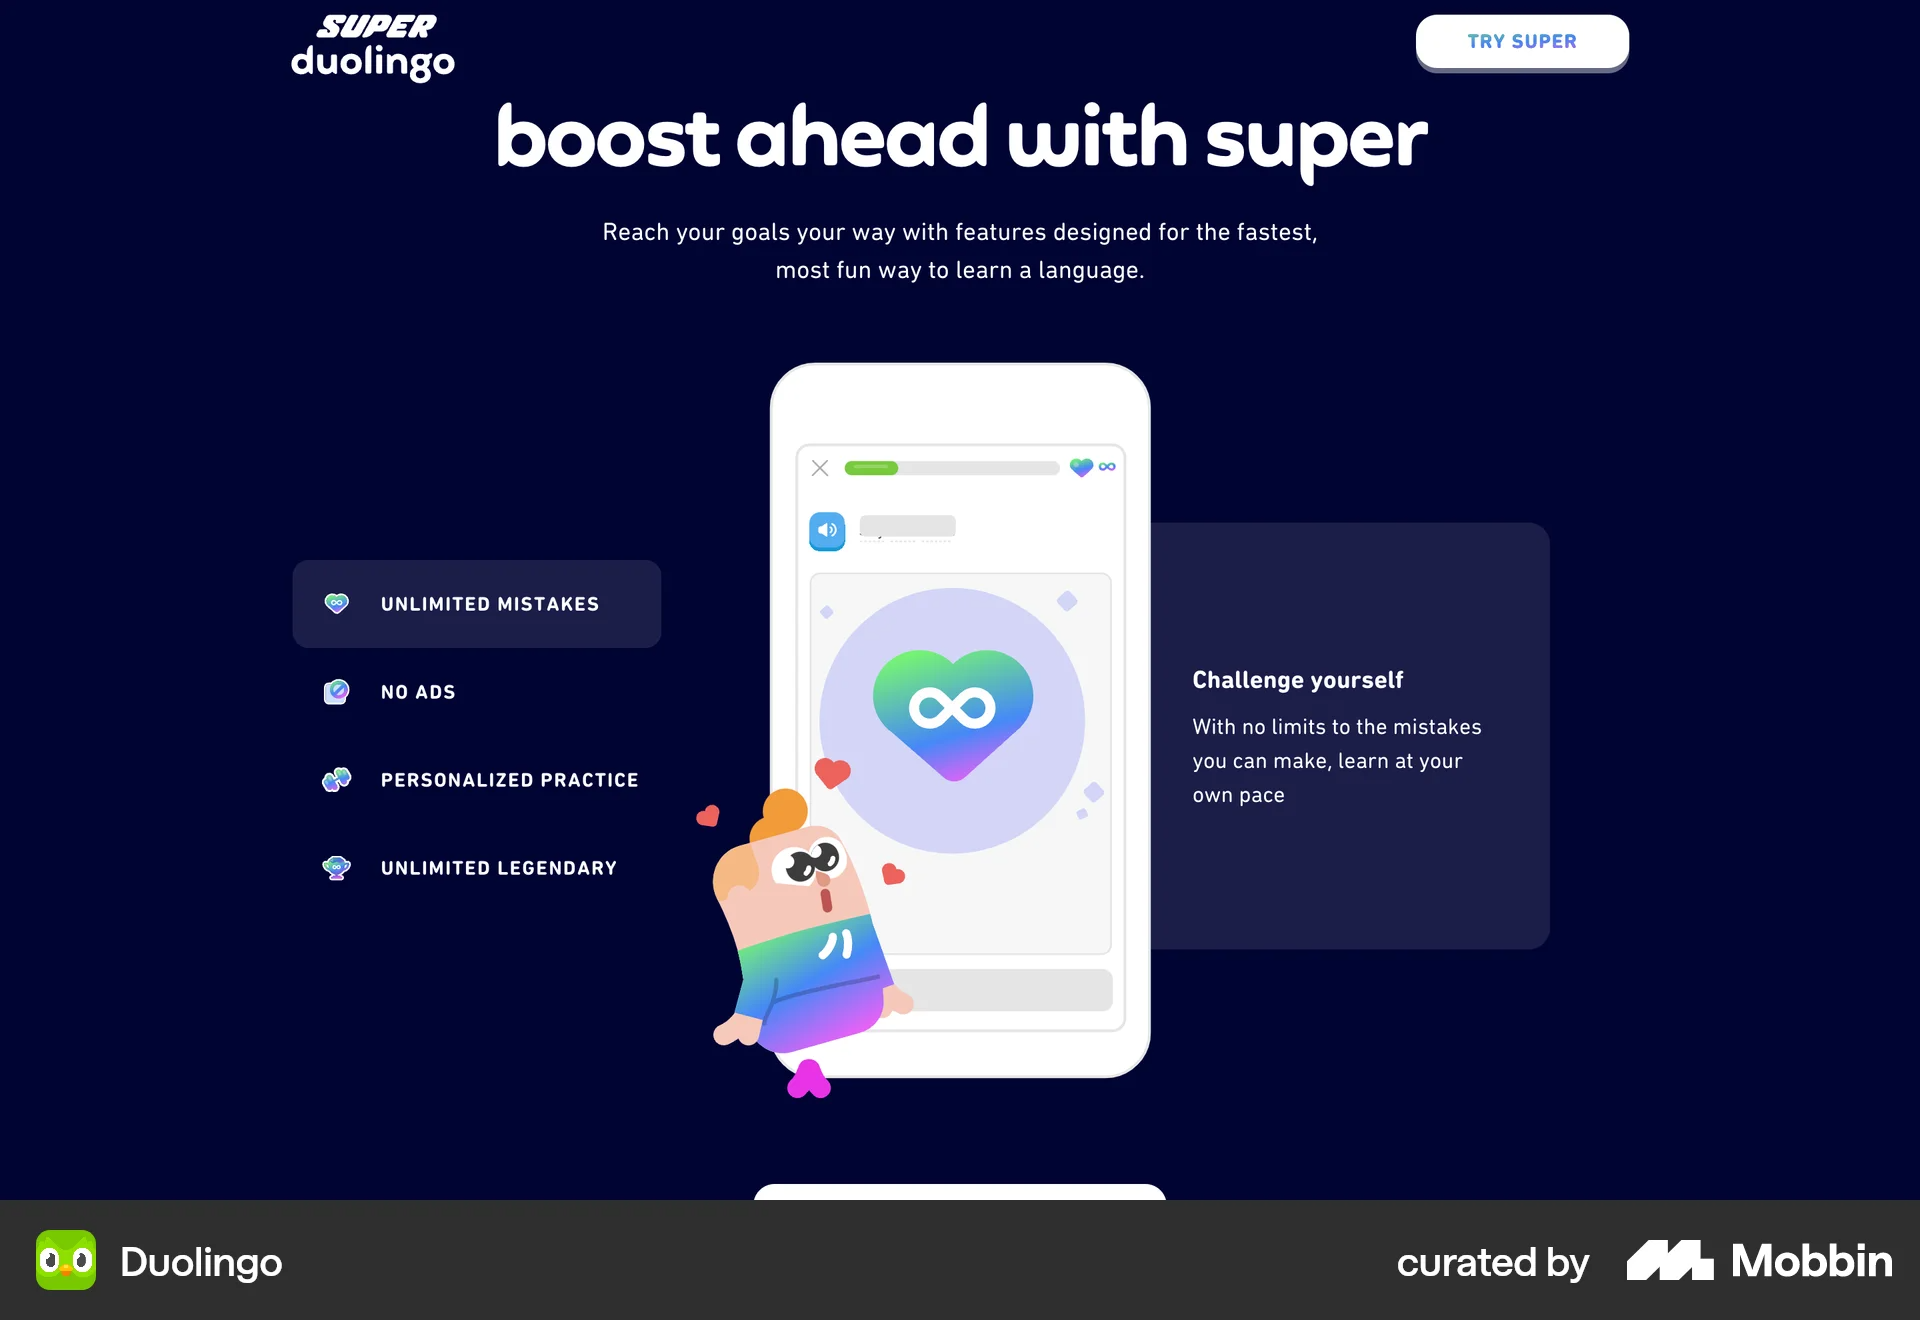 SUPER
duolingo
TRY SUPER
boost ahead with super
Reach your goals your way with features designed for the fastest,
most fun way to learn a language.
UNLIMITED MISTAKES
NO ADS
PERSONALIZED PRACTICE
UNLIMITED LEGENDARY
Challenge yourself
With no limits to the mistakes
you can make, learn at your
own pace
Duolingo
curated by
Mobbin